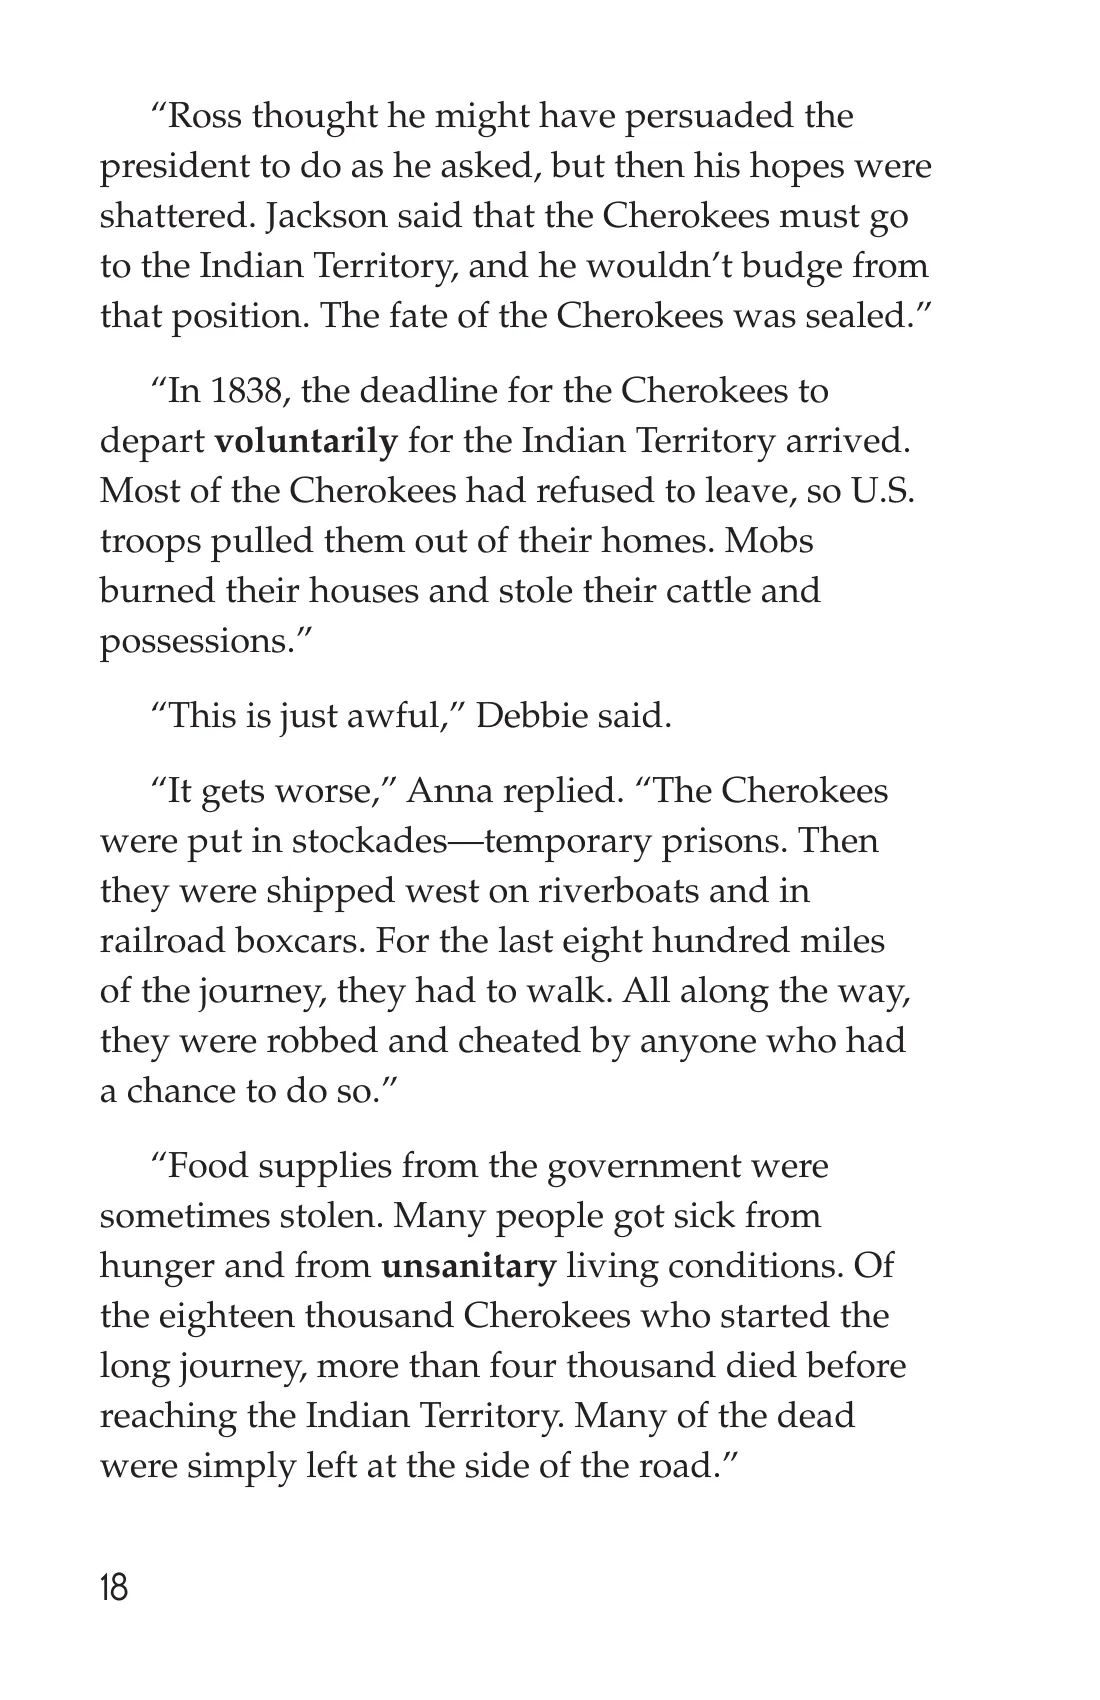 “Ross thought he might have persuaded the
president to do as he asked, but then his hopes were
shattered. Jackson said that the Cherokees must go
to the Indian Territory, and he wouldn’t budge from
that position. The fate of the Cherokees was sealed.”
“In 1838, the deadline for the Cherokees to
depart voluntarily for the Indian Territory arrived.
Most of the Cherokees had refused to leave, so U.S.
troops pulled them out of their homes. Mobs
burned their houses and stole their cattle and
possessions.”
“This is just awful,” Debbie said.
“It gets worse,” Anna replied. “The Cherokees
were put in stockades—temporary prisons. Then
they were shipped west on riverboats and in
railroad boxcars. For the last eight hundred miles
of the journey, they had to walk. All along the way,
they were robbed and cheated by anyone who had
a chance to do so.”
“Food supplies from the government were
sometimes stolen. Many people got sick from
hunger and from unsanitary living conditions. Of
the eighteen thousand Cherokees who started the
long journey, more than four thousand died before
reaching the Indian Territory. Many of the dead
were simply left at the side of the road.”
18